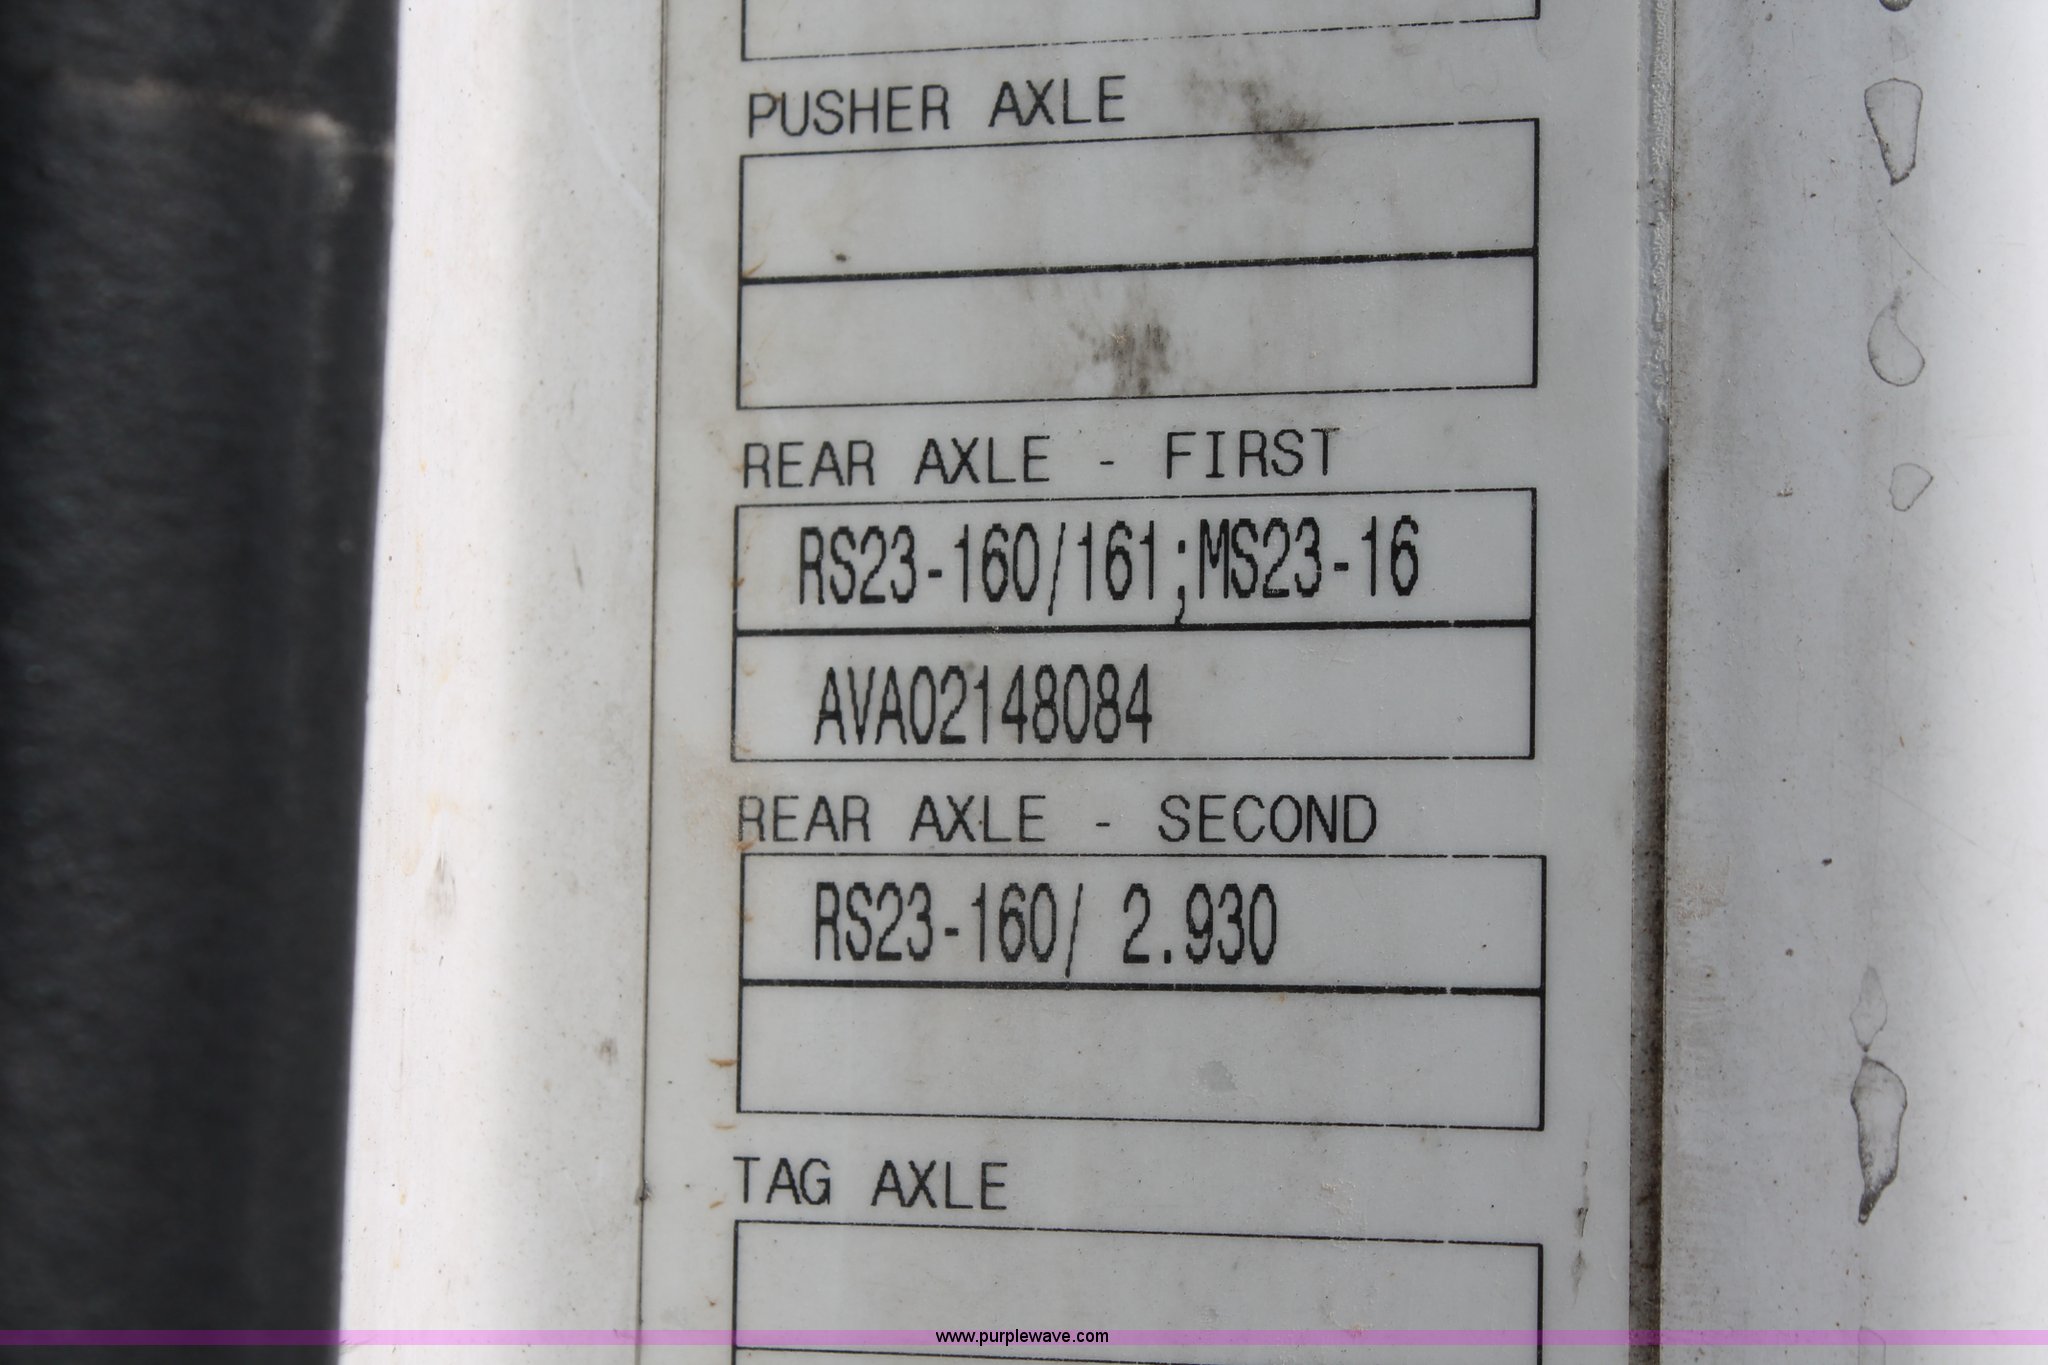 PUSHER AXLE
REAR AXLE - FIRST
RS23-160/161;MS23-16
AVA02148084
REAR AXLE - SECOND
RS23-160/ 2.930
TAG AXLE
www.purplewave.com